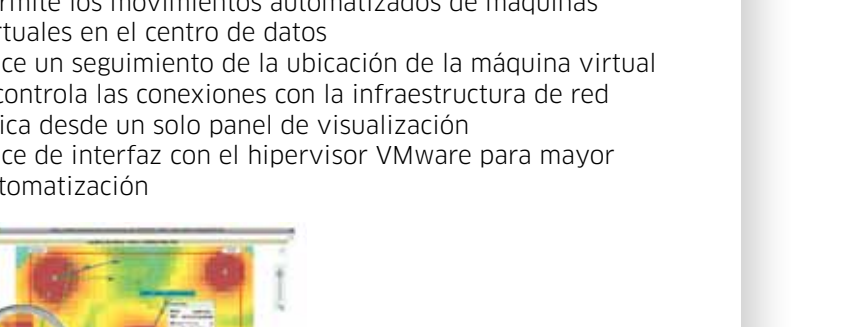 rmite los movimientos automatizados de máquinas
rtuales en el centro de datos
ce un seguimiento de la ubicación de la máquina virtual
controla las conexiones con la infraestructura de red
ica desde un solo panel de visualización
ce de interfaz con el hipervisor VMware para mayor
tomatización